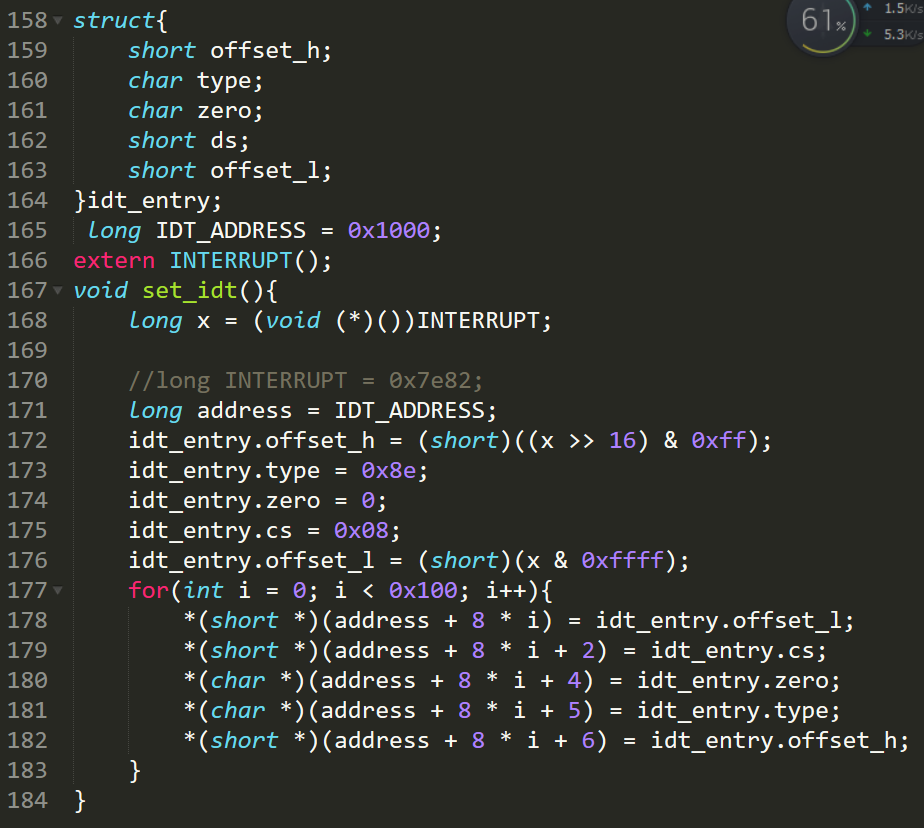 61%
1.5K/s
5.3K/s
158 struct{
159     short offset_h;
160     char type;
161     char zero;
162     short ds;
163     short offset_l;
164 }idt_entry;
165  long IDT_ADDRESS = 0x1000;
166 extern INTERRUPT();
167 void set_idt(){
168     long x = (void (*)())INTERRUPT;
169
170     //long INTERRUPT = 0x7e82;
171     long address = IDT_ADDRESS;
172     idt_entry.offset_h = (short)((x >> 16) & 0xff);
173     idt_entry.type = 0x8e;
174     idt_entry.zero = 0;
175     idt_entry.cs = 0x08;
176     idt_entry.offset_l = (short)(x & 0xffff);
177     for(int i = 0; i < 0x100; i++){
178         *(short *)(address + 8 * i) = idt_entry.offset_l;
179         *(short *)(address + 8 * i + 2) = idt_entry.cs;
180         *(char *)(address + 8 * i + 4) = idt_entry.zero;
181         *(char *)(address + 8 * i + 5) = idt_entry.type;
182         *(short *)(address + 8 * i + 6) = idt_entry.offset_h;
183     }
184 }